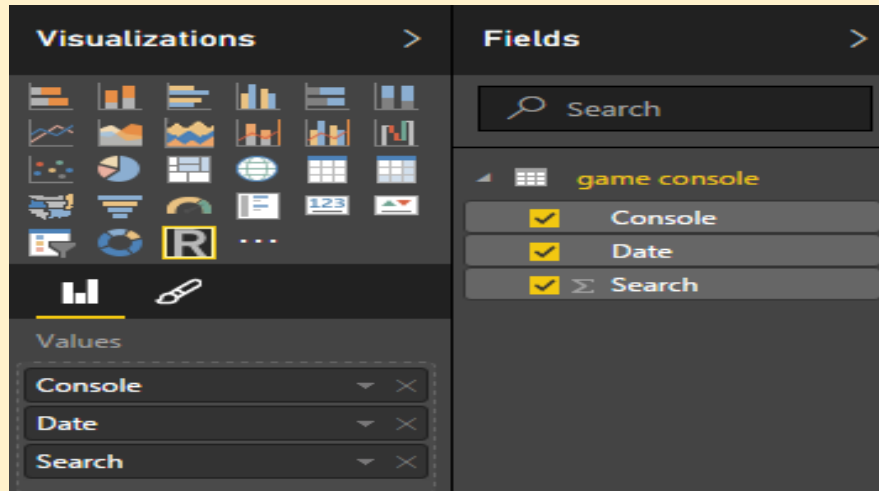 Visualizations
123
R
Values
Console
Date
Search
Fields
Search
game console
Console
Date
Σ Search